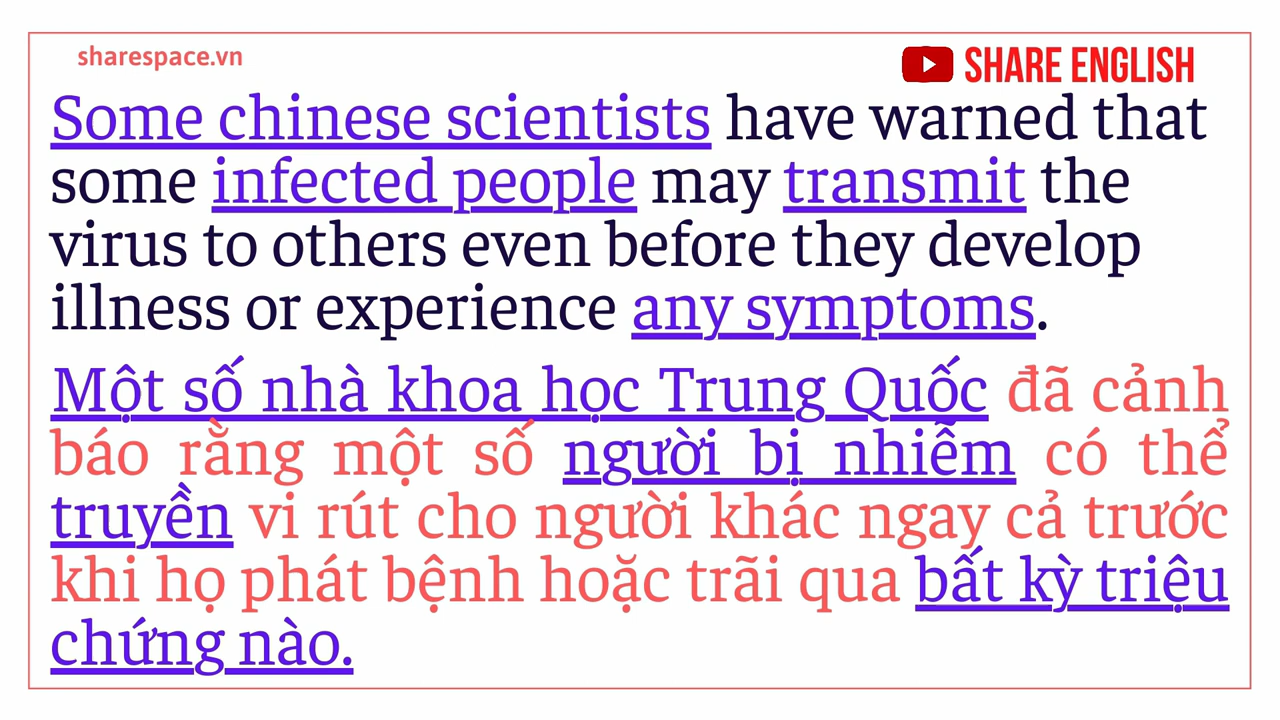 sharespace.vn
SHARE ENGLISH
Some chinese scientists have warned that
some infected people may transmit the
virus to others even before they develop
illness or experience any symptoms.
Một số nhà khoa học Trung Quốc đã cảnh
báo rằng một số người bị nhiễm có thể
truyền vi rút cho người khác ngay cả trước
khi họ phát bệnh hoặc trãi qua bất kỳ triệu
chứng nào.